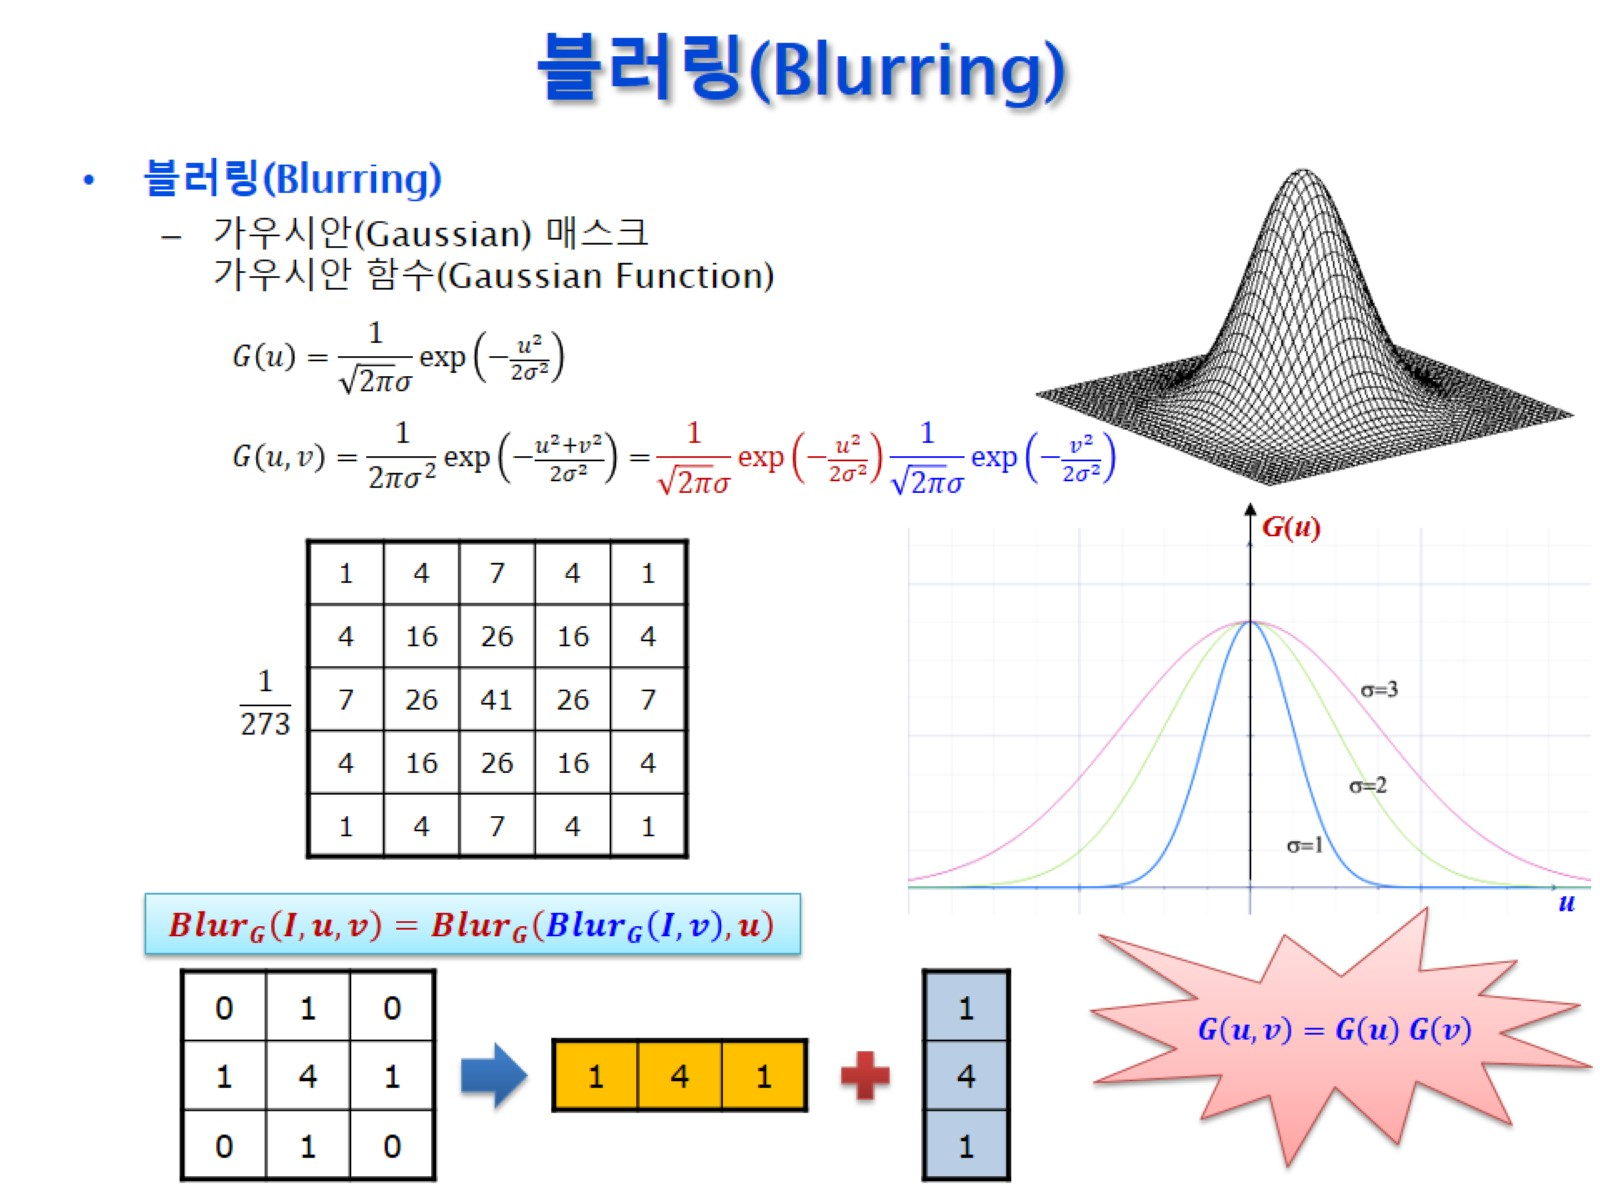 블러링(Blurring)
• 블러링(Blurring)
– 가우시안(Gaussian) 매스크
가우시안 함수(Gaussian Function)
G(u) = 1/(√2π σ) exp(−u²/2σ²)
G(u, v) = 1/(2πσ²) exp(−(u²+v²)/2σ²) = 1/(√2π σ) exp(−u²/2σ²) 1/(√2π σ) exp(−v²/2σ²)
1/273
1 4 7 4 1
4 16 26 16 4
7 26 41 26 7
4 16 26 16 4
1 4 7 4 1
G(u)
σ=3
σ=2
σ=1
u
Blur_G(I, u, v) = Blur_G(Blur_G(I, v), u)
0 1 0
1 4 1
0 1 0
1 4 1
1
4
1
G(u, v) = G(u) G(v)